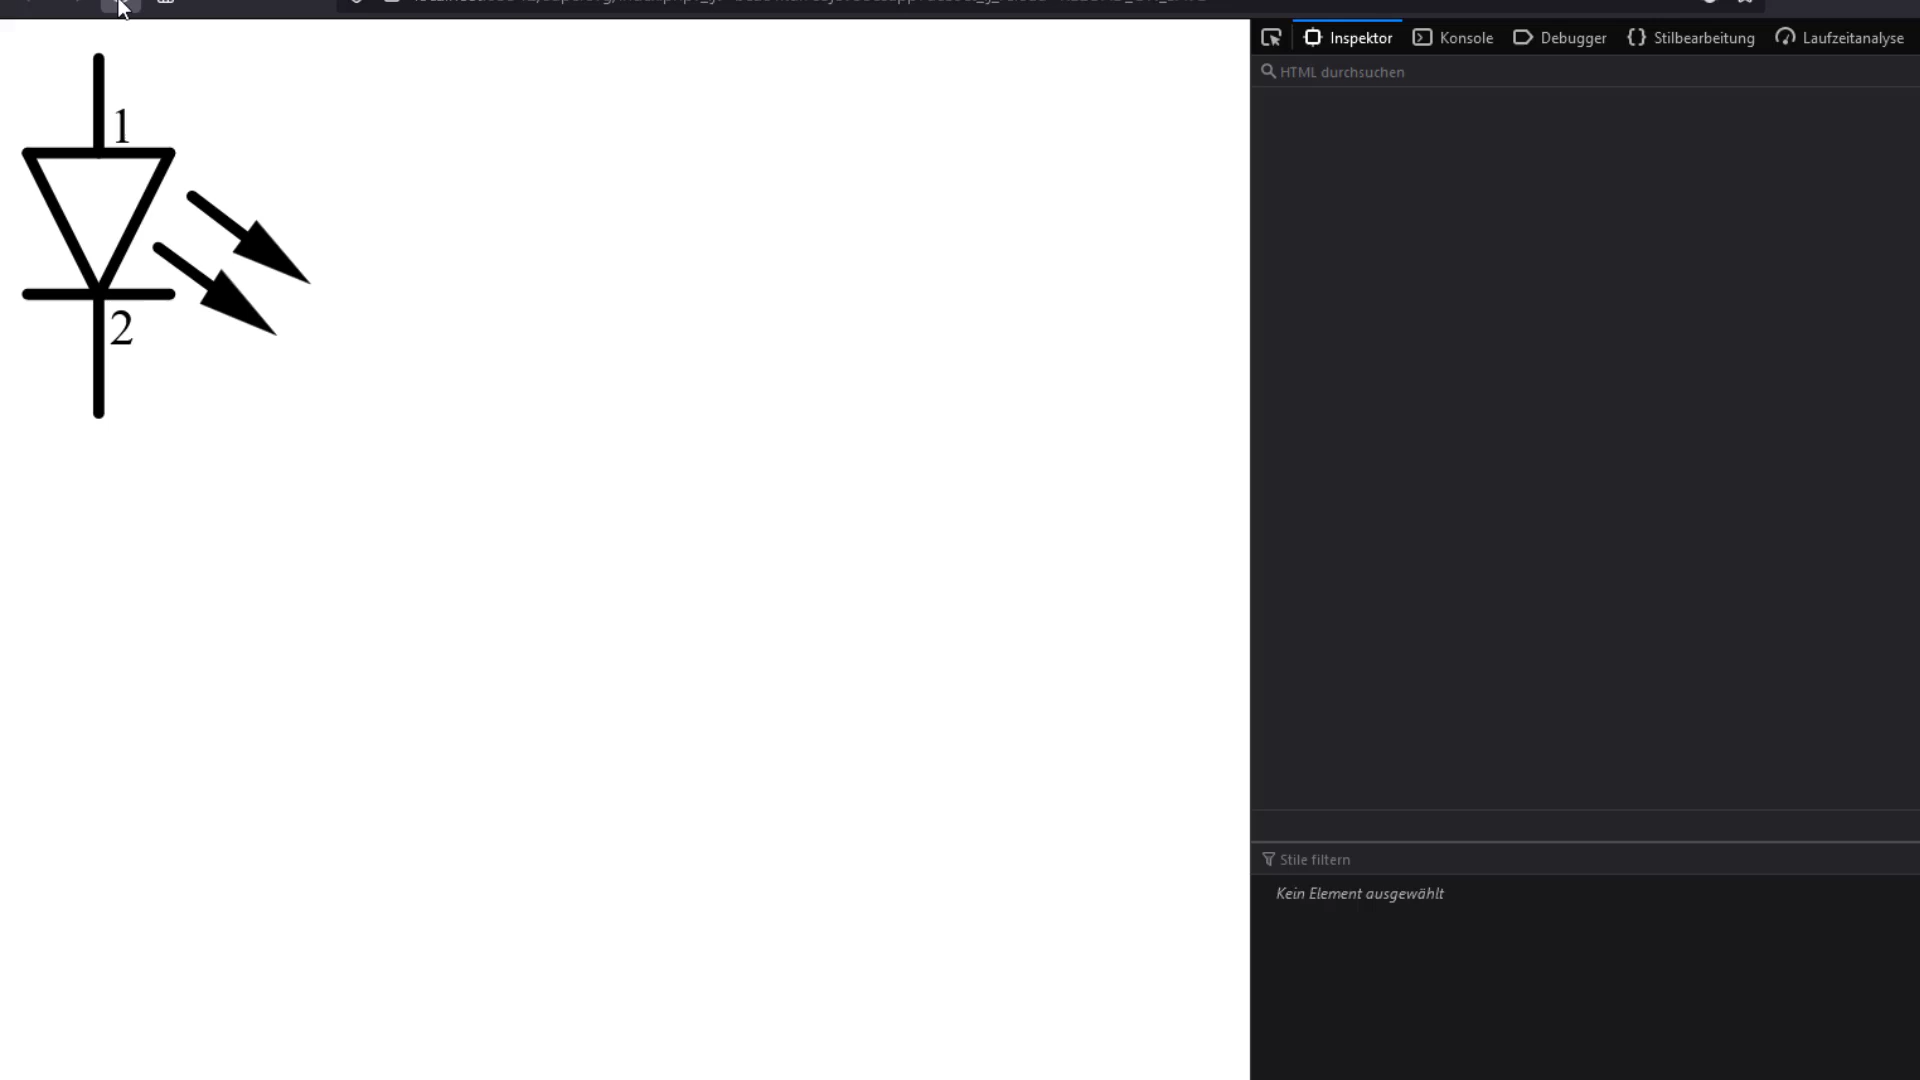 Inspektor
Konsole
Debugger
Stilbearbeitung
Laufzeitanalyse
HTML durchsuchen
1
2
Stile filtern
Kein Element ausgewählt